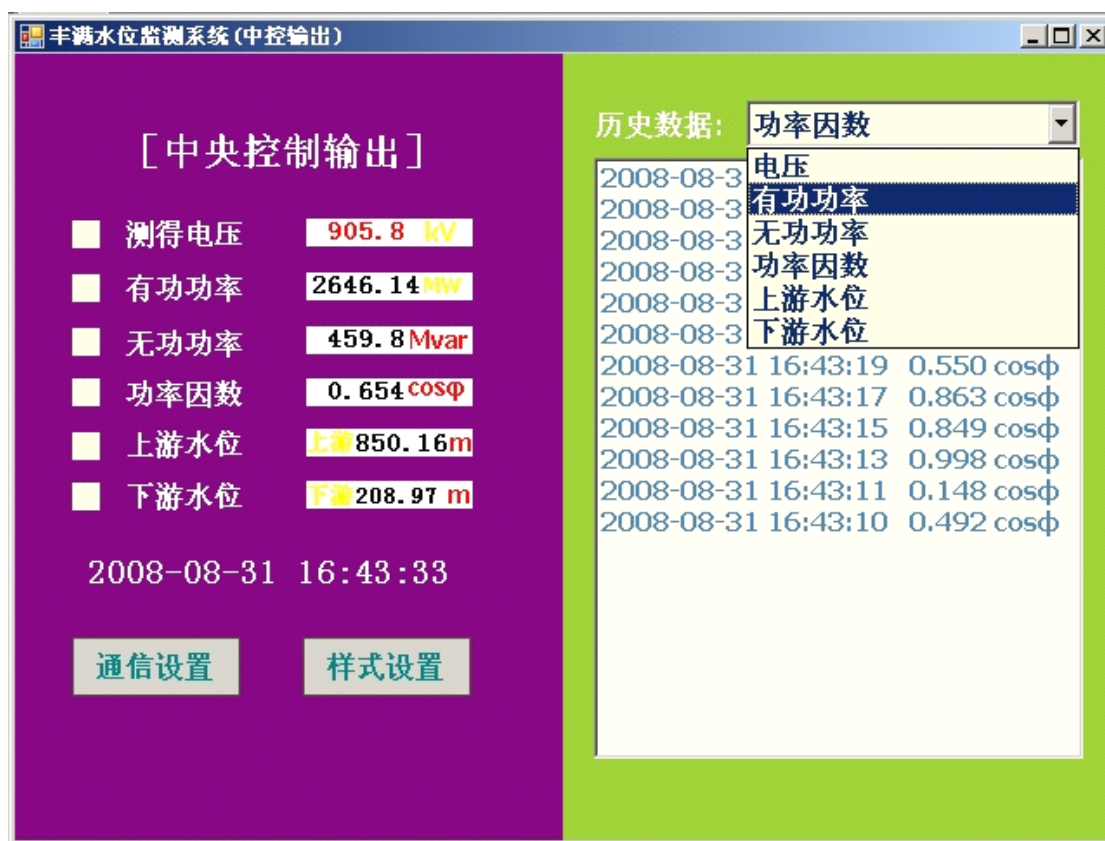 丰满水位监测系统(中控输出)
[中央控制输出]
测得电压 905.8 kV
有功功率 2646.14 MW
无功功率 459.8 Mvar
功率因数 0.654 cosφ
上游水位 上游 850.16 m
下游水位 下游 208.97 m
2008-08-31 16:43:33
通信设置 样式设置
历史数据: 功率因数
电压
有功功率
无功功率
功率因数
上游水位
下游水位
2008-08-3
2008-08-3
2008-08-3
2008-08-3
2008-08-3
2008-08-3
2008-08-31 16:43:19 0.550 cosф
2008-08-31 16:43:17 0.863 cosф
2008-08-31 16:43:15 0.849 cosф
2008-08-31 16:43:13 0.998 cosф
2008-08-31 16:43:11 0.148 cosф
2008-08-31 16:43:10 0.492 cosф